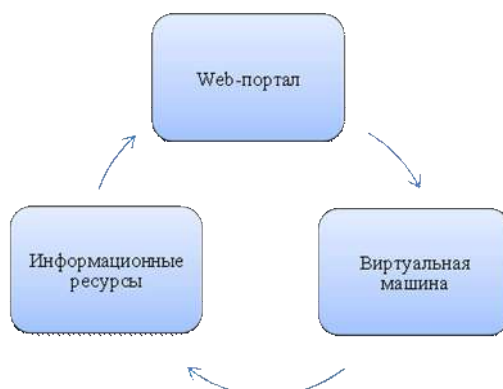 Web-портал
Информационные
ресурсы
Виртуальная
машина